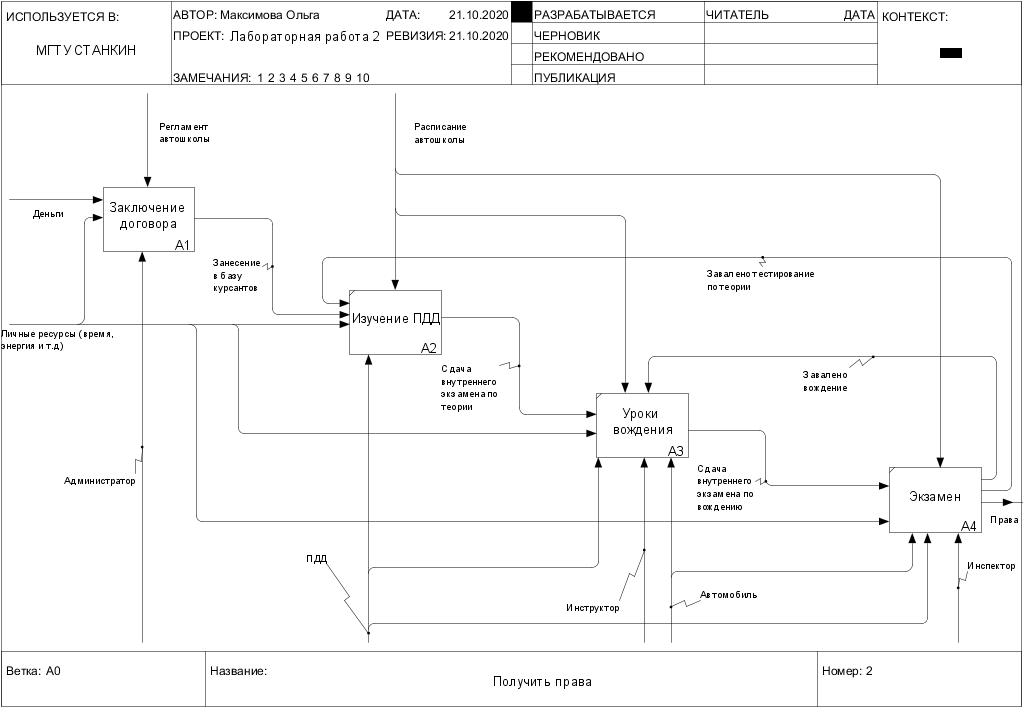 ИСПОЛЬЗУЕТСЯ В:
МГТУ СТАНКИН
АВТОР: Максимова Ольга
ДАТА: 21.10.2020
ПРОЕКТ: Лабораторная работа 2
РЕВИЗИЯ: 21.10.2020
ЗАМЕЧАНИЯ: 1 2 3 4 5 6 7 8 9 10
РАЗРАБАТЫВАЕТСЯ
ЧЕРНОВИК
РЕКОМЕНДОВАНО
ПУБЛИКАЦИЯ
ЧИТАТЕЛЬ
ДАТА
КОНТЕКСТ:
Регламент
автошколы
Расписание
автошколы
Деньги
Заключение
договора
A1
Занесение
в базу
курсантов
Завалено тестирование
по теории
Личные ресурсы (время,
энергия и т.д)
Изучение ПДД
A2
Сдача
внутреннего
экзамена по
теории
Завалено
вождение
Уроки
вождения
A3
Администратор
Сдача
внутреннего
экзамена по
вождению
Экзамен
A4
Права
ПДД
Инструктор
Автомобиль
Инспектор
Ветка: A0
Название:
Получить права
Номер: 2